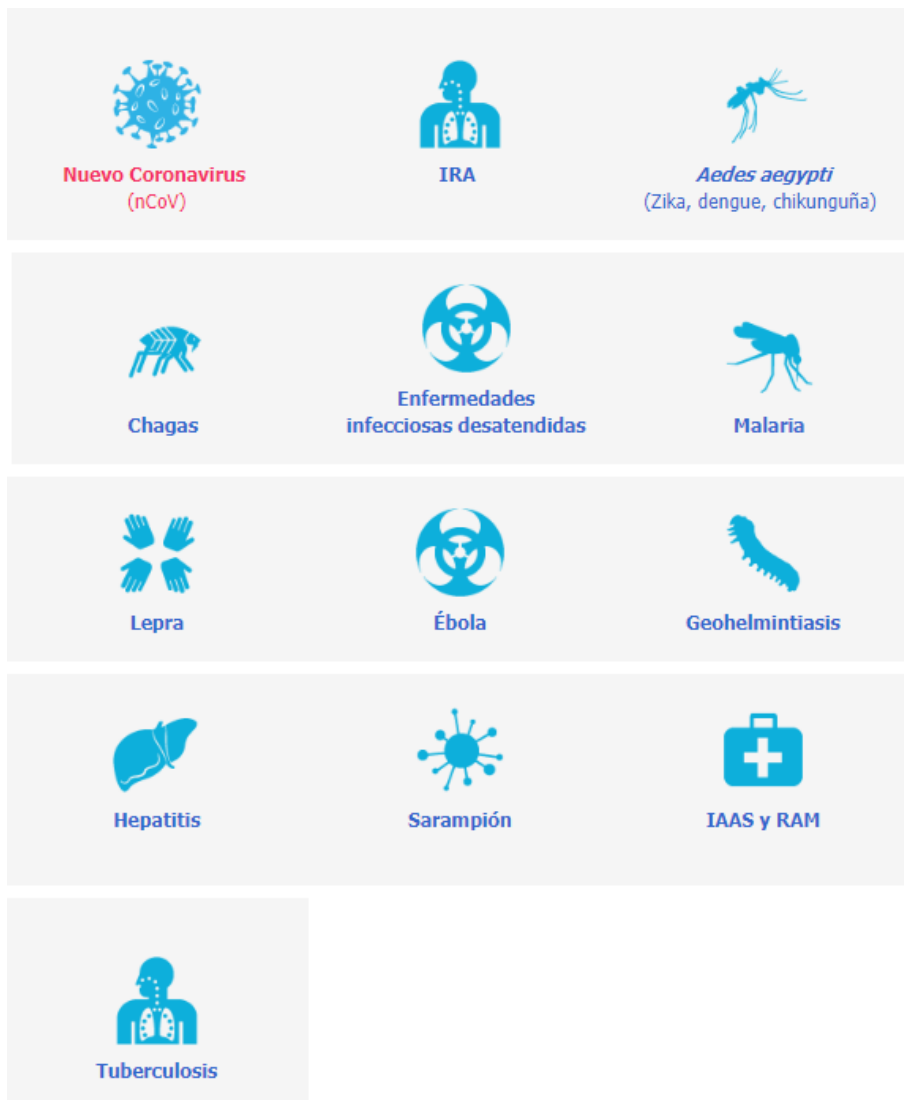 Nuevo Coronavirus
(nCoV)
IRA
Aedes aegypti
(Zika, dengue, chikunguña)
Chagas
Enfermedades
infecciosas desatendidas
Malaria
Lepra
Ébola
Geohelmintiasis
Hepatitis
Sarampión
IAAS y RAM
Tuberculosis